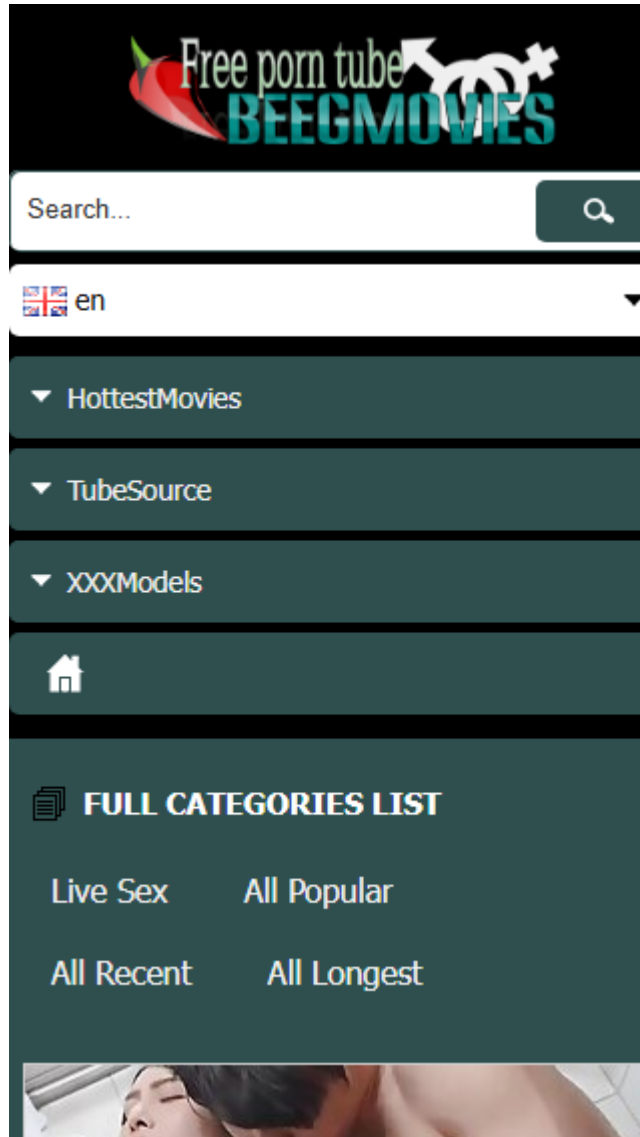 Free porn tube
BEEGMOVIES
Search...
en
HottestMovies
TubeSource
XXXModels
FULL CATEGORIES LIST
Live Sex All Popular
All Recent All Longest